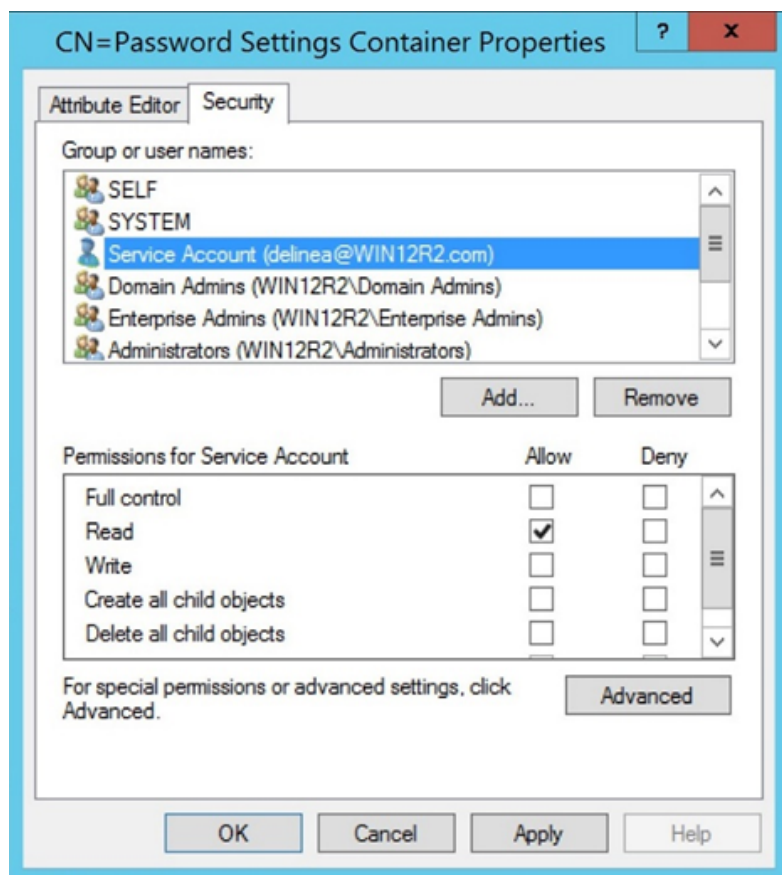 CN=Password Settings Container Properties ? x
Attribute Editor Security
Group or user names:
SELF
SYSTEM
Service Account (delinea@WIN12R2.com)
Domain Admins (WIN12R2\Domain Admins)
Enterprise Admins (WIN12R2\Enterprise Admins)
Administrators (WIN12R2\Administrators)
Add... Remove
Permissions for Service Account Allow Deny
Full control
Read
Write
Create all child objects
Delete all child objects
For special permissions or advanced settings, click
Advanced.
Advanced
OK Cancel Apply Help